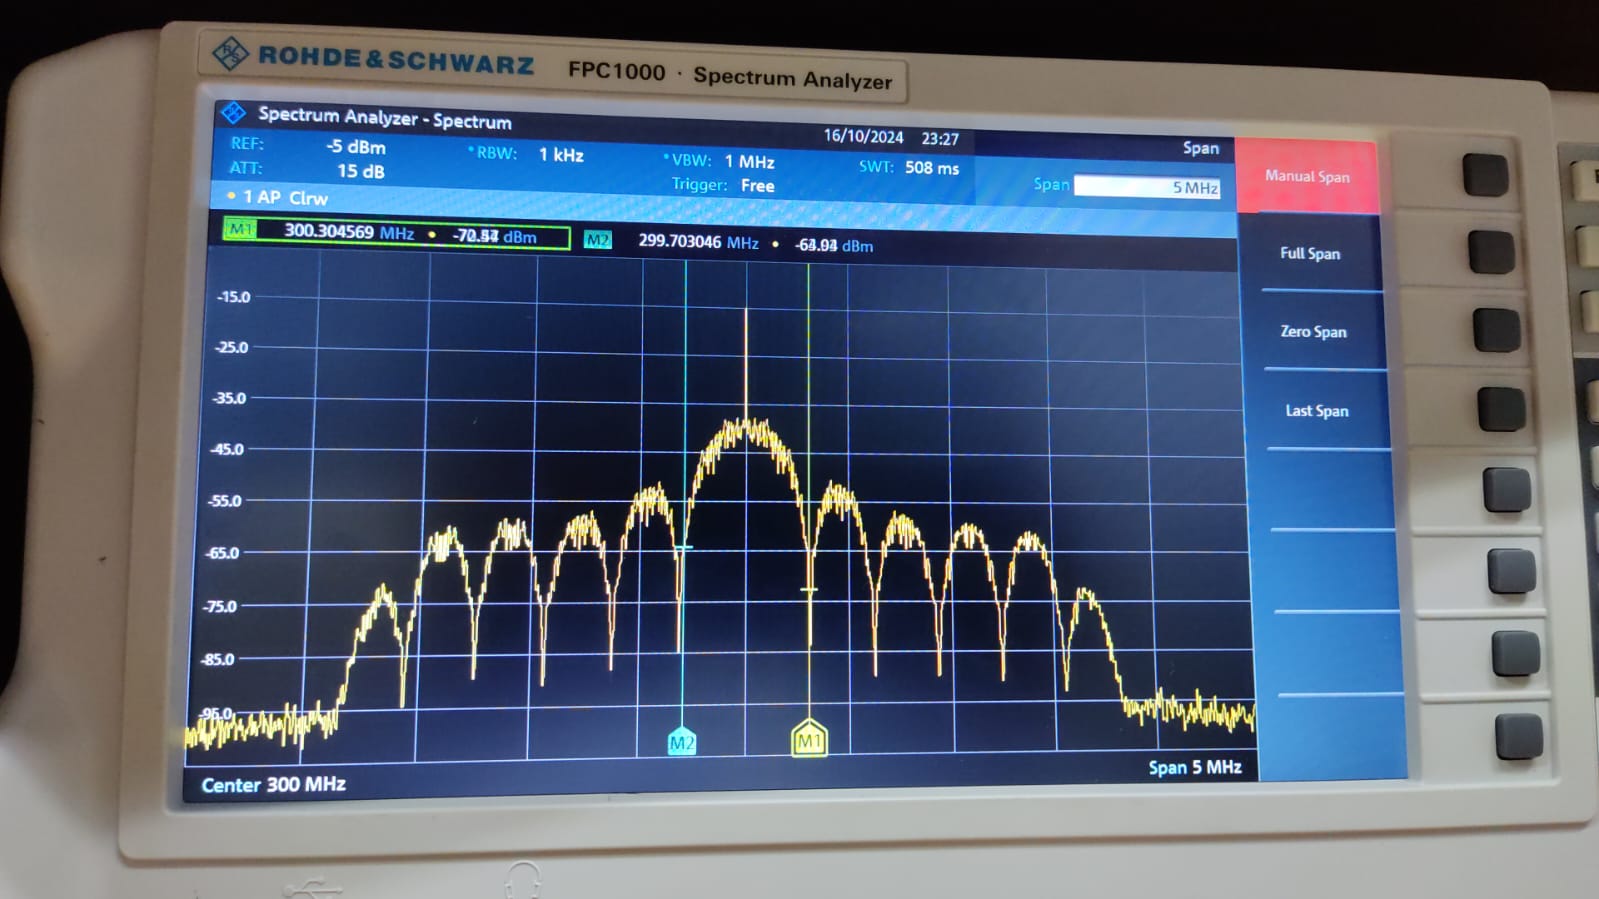 ROHDE&SCHWARZ FPC1000 · Spectrum Analyzer
Spectrum Analyzer - Spectrum 16/10/2024 23:27 Span
REF: -5 dBm •RBW: 1 kHz •VBW: 1 MHz SWT: 508 ms
ATT: 15 dB Trigger: Free Span 5 MHz
• 1 AP Clrw
M1 300.304569 MHz • dBm M2 299.703046 MHz • dBm
-15.0
-25.0
-35.0
-45.0
-55.0
-65.0
-75.0
-85.0
-95.0
M2 M1
Center 300 MHz Span 5 MHz
Manual Span
Full Span
Zero Span
Last Span